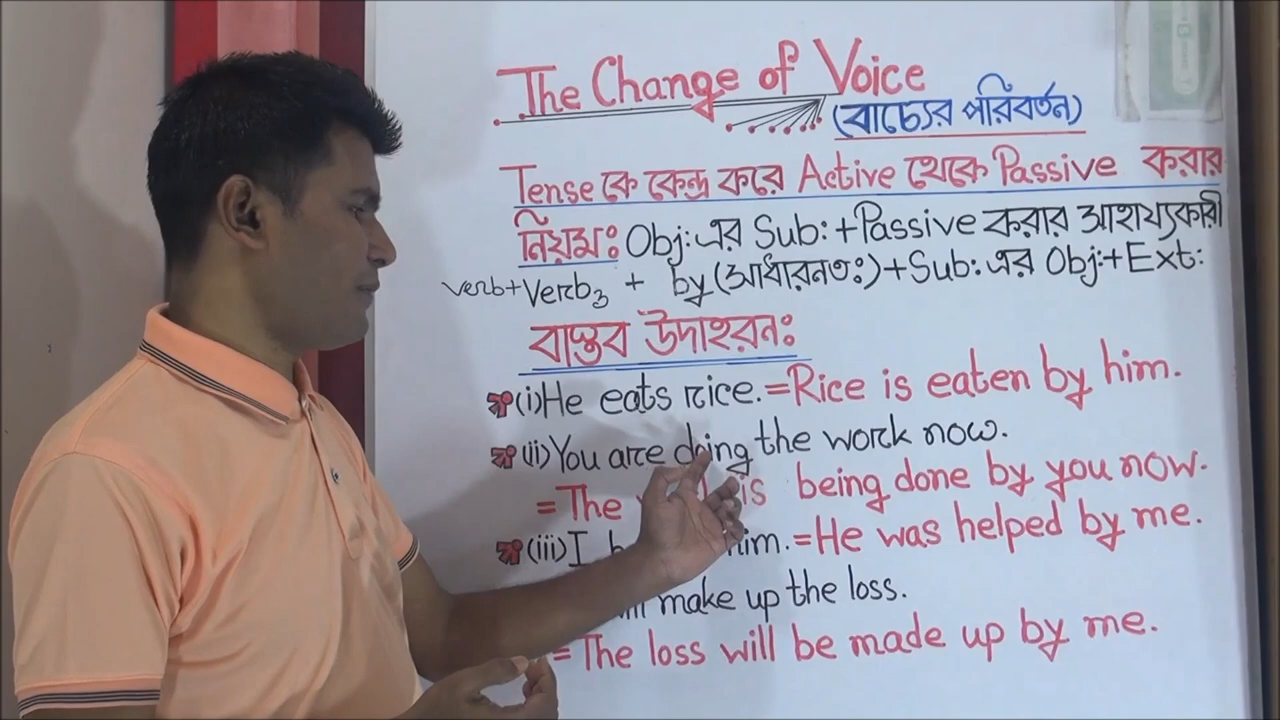 The Change of Voice
(বাচ্যের পরিবর্তন)
Tense কে কেন্দ্র করে Active থেকে Passive করার
নিয়মঃ Obj: এর Sub: + Passive করার সাহায্যকারী
verb + Verb3 + by (সাধারনতঃ) + Sub: এর Obj: + Ext:
বাস্তব উদাহরনঃ
(i) He eats rice. = Rice is eaten by him.
(ii) You are doing the work now.
= The is being done by you now.
(iii) I him. = He was helped by me.
make up the loss.
= The loss will be made up by me.